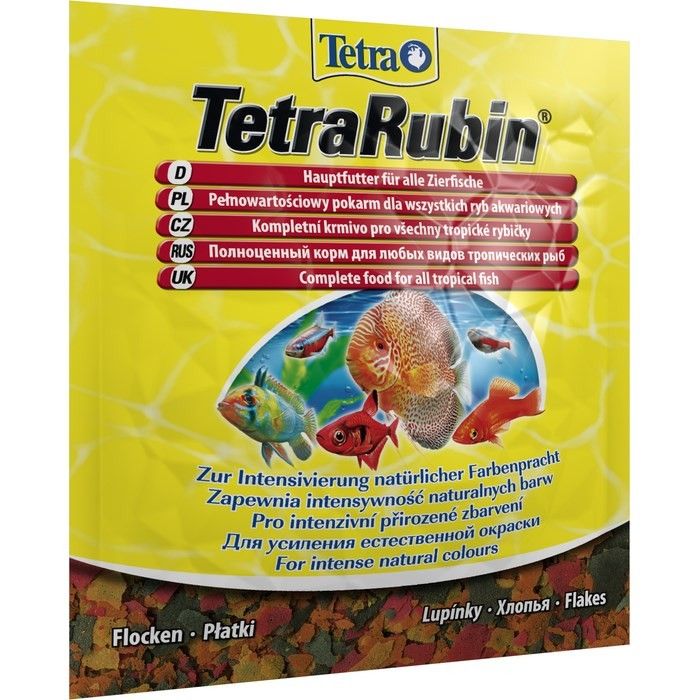 Tetra
TetraRubin®
D Hauptfutter für alle Zierfische
PL Pełnowartościowy pokarm dla wszystkich ryb akwariowych
CZ Kompletní krmivo pro všechny tropické rybičky
RUS Полноценный корм для любых видов тропических рыб
UK Complete food for all tropical fish
Zur Intensivierung natürlicher Farbenpracht
Zapewnia intensywność naturalnych barw
Pro intenzivní přirozené zbarvení
Для усиления естественной окраски
For intense natural colours
Flocken · Płatki
Lupínky · Хлопья · Flakes